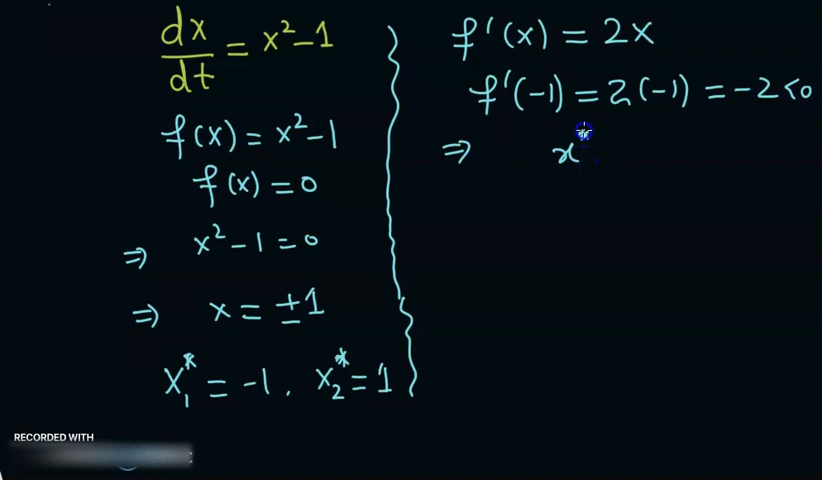 dx/dt = x² - 1
f(x) = x² - 1
f(x) = 0
⇒ x² - 1 = 0
⇒ x = ±1
x₁* = -1, x₂* = 1
f'(x) = 2x
f'(-1) = 2(-1) = -2 < 0
⇒ x
RECORDED WITH